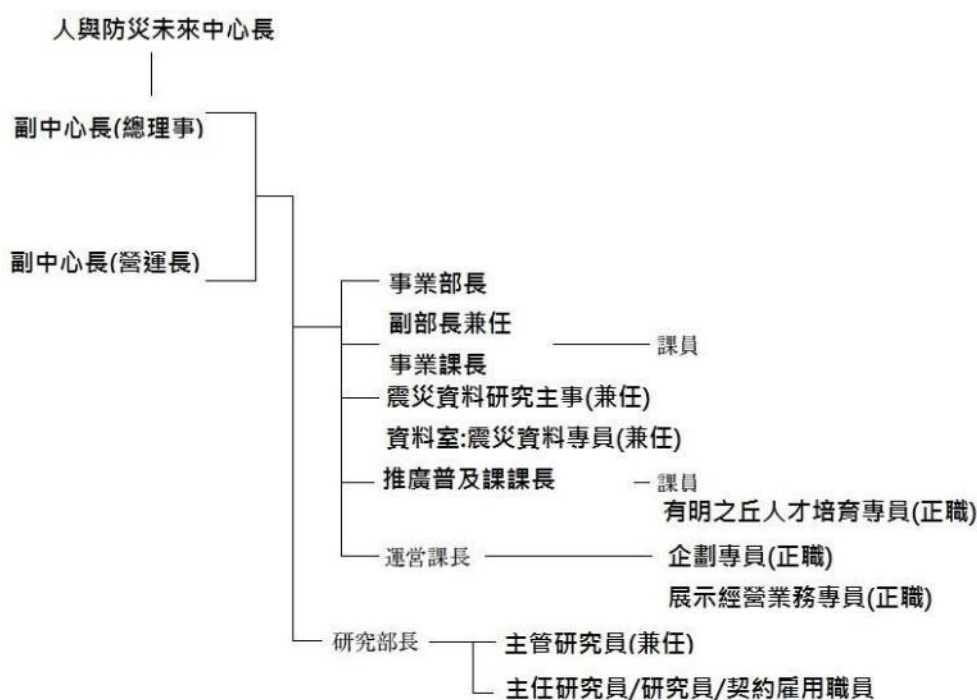 人與防災未來中心長
副中心長(總理事)
副中心長(營運長)
事業部長
副部長兼任
課員
事業課長
震災資料研究主事(兼任)
資料室:震災資料專員(兼任)
推廣普及課課長
課員
有明之丘人才培育專員(正職)
運営課長
企劃專員(正職)
展示經營業務專員(正職)
研究部長
主管研究員(兼任)
主任研究員/研究員/契約雇用職員